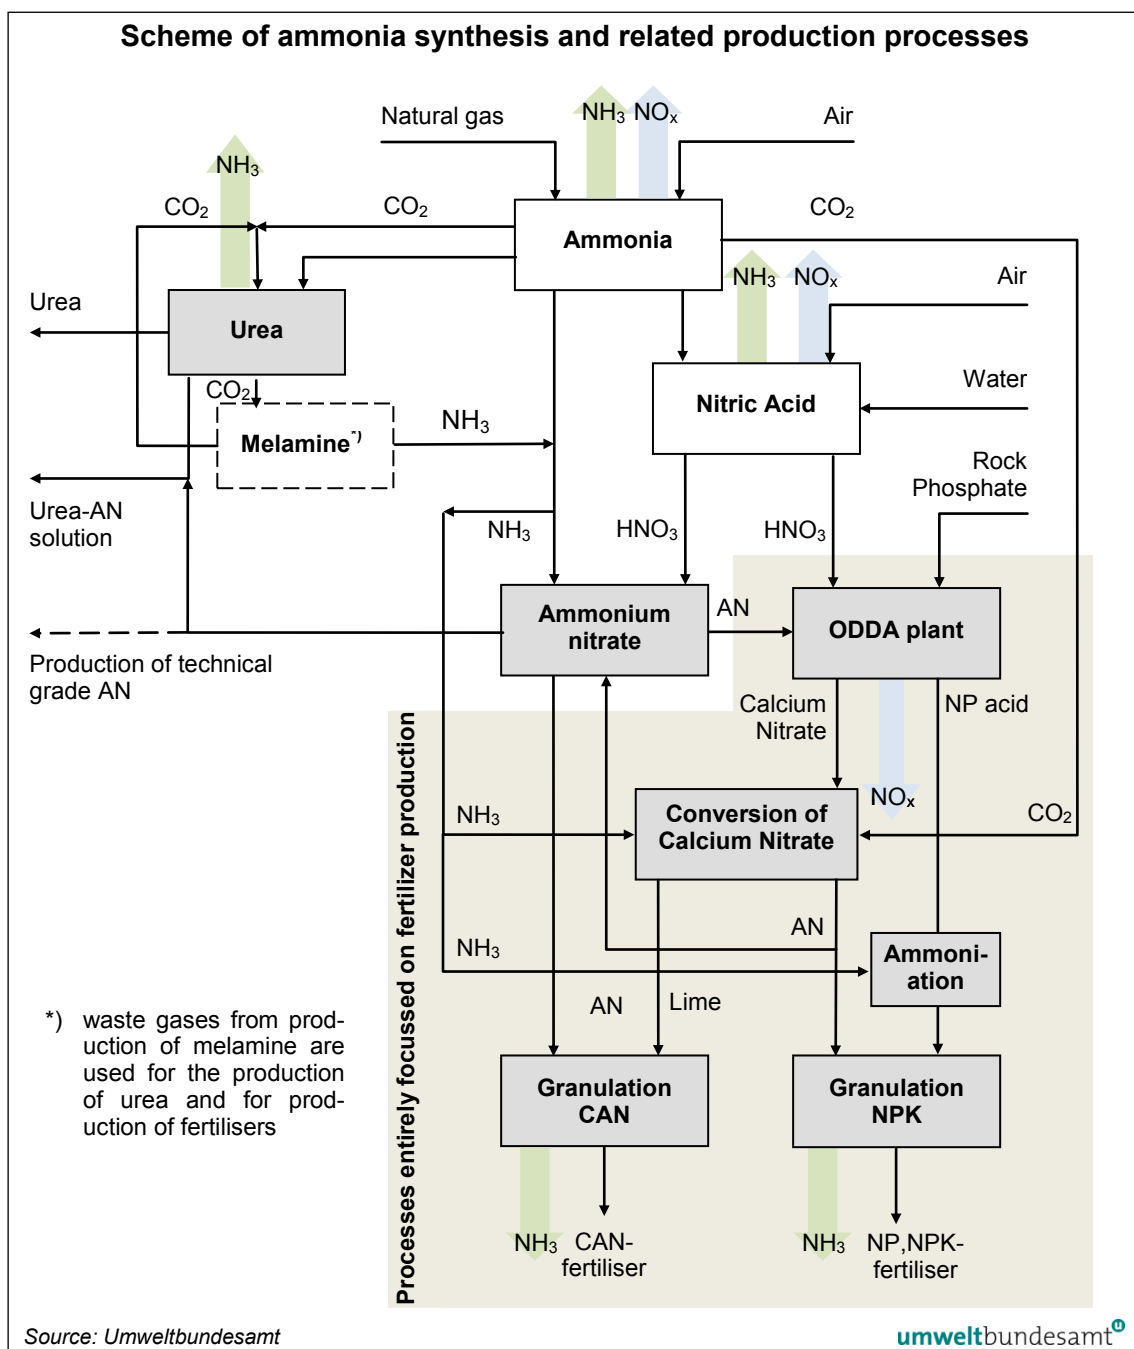 Scheme of ammonia synthesis and related production processes
Natural gas
NH₃
NOₓ
Air
NH₃
CO₂
CO₂
CO₂
Ammonia
NH₃
NOₓ
Air
Urea
Urea
CO₂
Water
Nitric Acid
Melamine*⁾
NH₃
Rock
Phosphate
Urea-AN
solution
NH₃
HNO₃
HNO₃
Ammonium
nitrate
AN
ODDA plant
Production of technical
grade AN
Calcium
Nitrate
NP acid
Processes entirely focussed on fertilizer production
NOₓ
NH₃
Conversion of
Calcium Nitrate
CO₂
AN
NH₃
Ammoni-
ation
AN
Lime
*) waste gases from prod-
uction of melamine are
used for the production
of urea and for prod-
uction of fertilisers
Granulation
CAN
Granulation
NPK
NH₃
CAN-
fertiliser
NH₃
NP,NPK-
fertiliser
Source: Umweltbundesamt
umweltbundesamt ᵘ